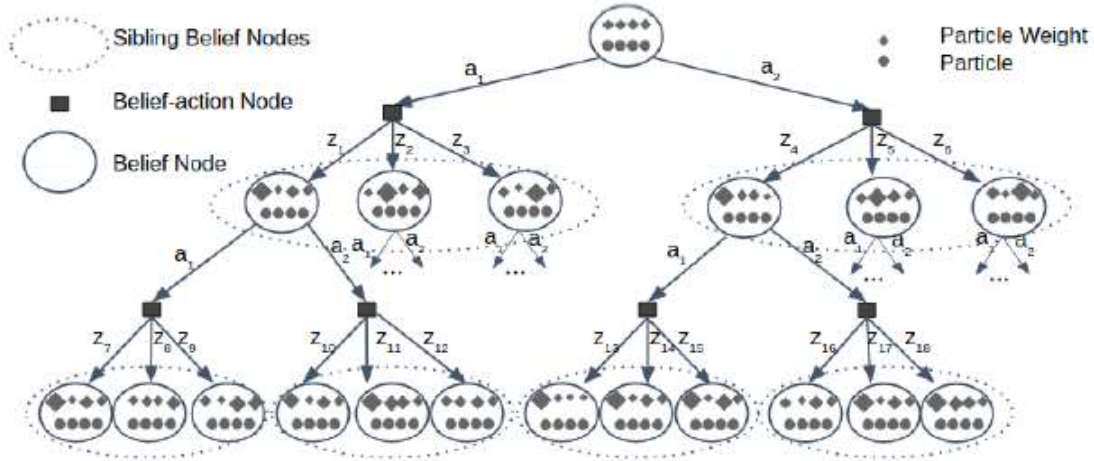 Sibling Belief Nodes
Belief-action Node
Belief Node
Particle Weight
Particle
a₁
a₂
z₁ z₂ z₃
z₄ z₅ z₆
a₁ a₂ a₁ a₂ a₁ a₂
a₁ a₂ a₁ a₂ a₁ a₂
... ... ... ...
z₇ z₈ z₉ z₁₀ z₁₁ z₁₂
z₁₃ z₁₄ z₁₅ z₁₆ z₁₇ z₁₈